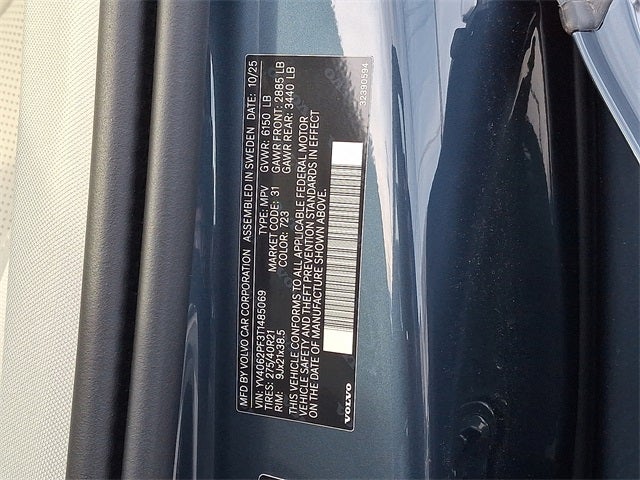 MFD BY VOLVO CAR CORPORATION ASSEMBLED IN SWEDEN DATE: 10/25
VIN: YV4062PF3T1485069 TYPE: MPV GVWR: 6150 LB
TIRES: 275/40R21 MARKET CODE: 31 GAWR FRONT: 2885 LB
RIM: 9Jx21x38.5 COLOR: 723 GAWR REAR: 3440 LB
THIS VEHICLE CONFORMS TO ALL APPLICABLE FEDERAL MOTOR
VEHICLE SAFETY AND THEFT PREVENTION STANDARDS IN EFFECT
ON THE DATE OF MANUFACTURE SHOWN ABOVE.
VOLVO
32390594